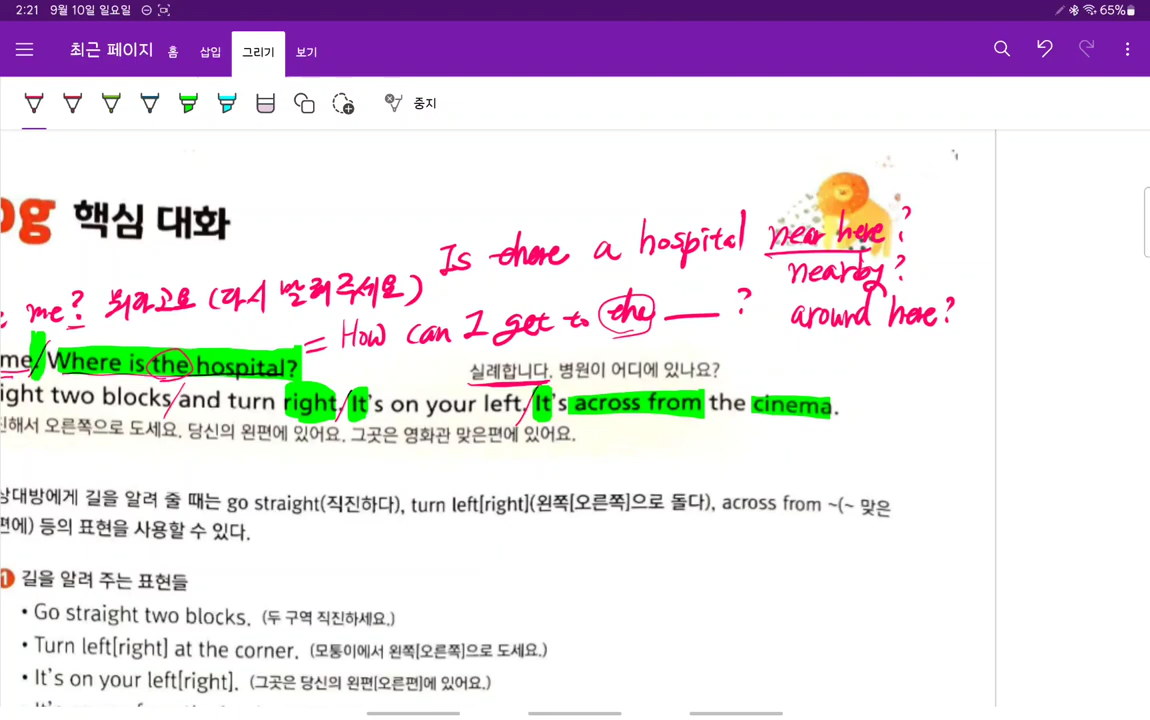 2:21 9월 10일 일요일 65%
최근 페이지 홈 삽입 그리기 보기
중지
og 핵심 대화
Is there a hospital near here?
nearby?
around here?
me? 뭐라고요 (다시 말해주세요)
= How can I get to the ___ ?
me. Where is the hospital?
실례합니다. 병원이 어디에 있나요?
ight two blocks and turn right. It's on your left. It's across from the cinema.
진해서 오른쪽으로 도세요. 당신의 왼편에 있어요. 그곳은 영화관 맞은편에 있어요.
상대방에게 길을 알려 줄 때는 go straight(직진하다), turn left[right](왼쪽[오른쪽]으로 돌다), across from ~(~ 맞은
편에) 등의 표현을 사용할 수 있다.
1 길을 알려 주는 표현들
• Go straight two blocks. (두 구역 직진하세요.)
• Turn left[right] at the corner. (모퉁이에서 왼쪽[오른쪽]으로 도세요.)
• It's on your left[right]. (그곳은 당신의 왼편[오른편]에 있어요.)